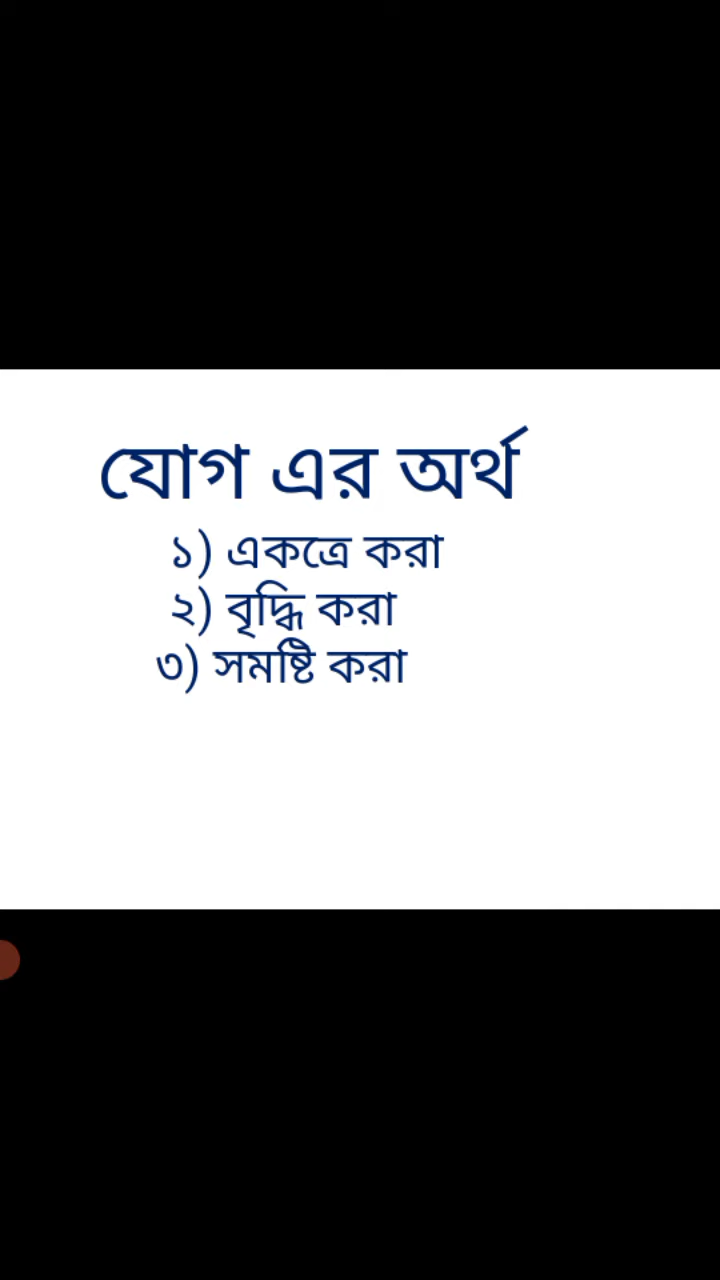 যোগ এর অর্থ
১) একত্রে করা
২) বৃদ্ধি করা
৩) সমষ্টি করা